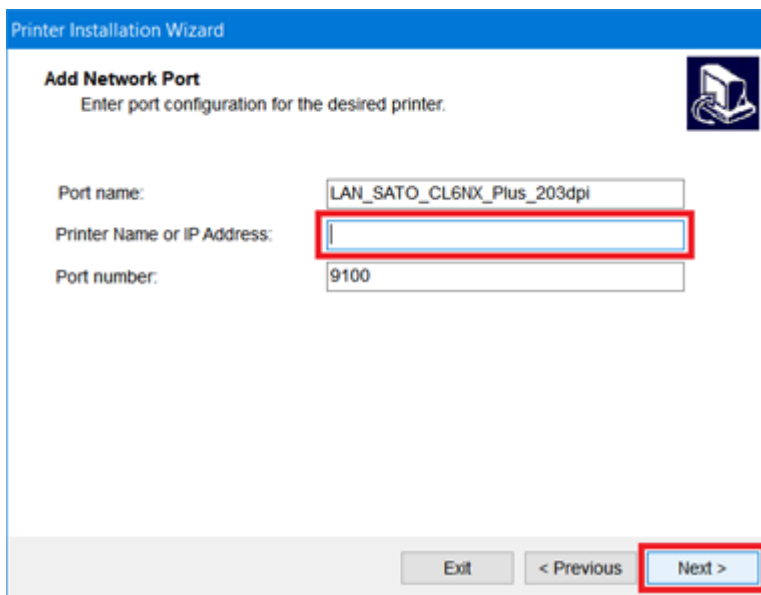 Printer Installation Wizard
Add Network Port
Enter port configuration for the desired printer.
Port name: LAN_SATO_CL6NX_Plus_203dpi
Printer Name or IP Address:
Port number: 9100
Exit < Previous Next >